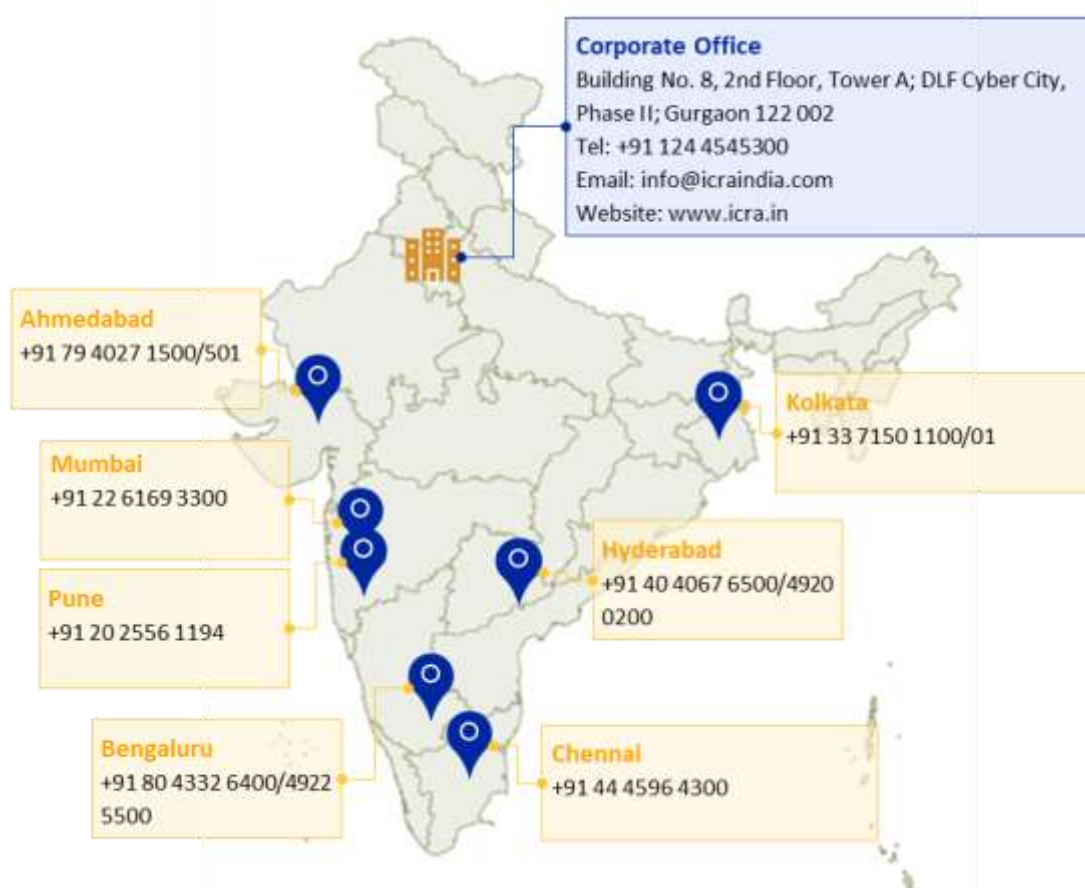 Corporate Office
Building No. 8, 2nd Floor, Tower A; DLF Cyber City,
Phase II; Gurgaon 122 002
Tel: +91 124 4545300
Email: info@icraindia.com
Website: www.icra.in
Ahmedabad
+91 79 4027 1500/501
Kolkata
+91 33 7150 1100/01
Mumbai
+91 22 6169 3300
Hyderabad
+91 40 4067 6500/4920
0200
Pune
+91 20 2556 1194
Bengaluru
+91 80 4332 6400/4922
5500
Chennai
+91 44 4596 4300